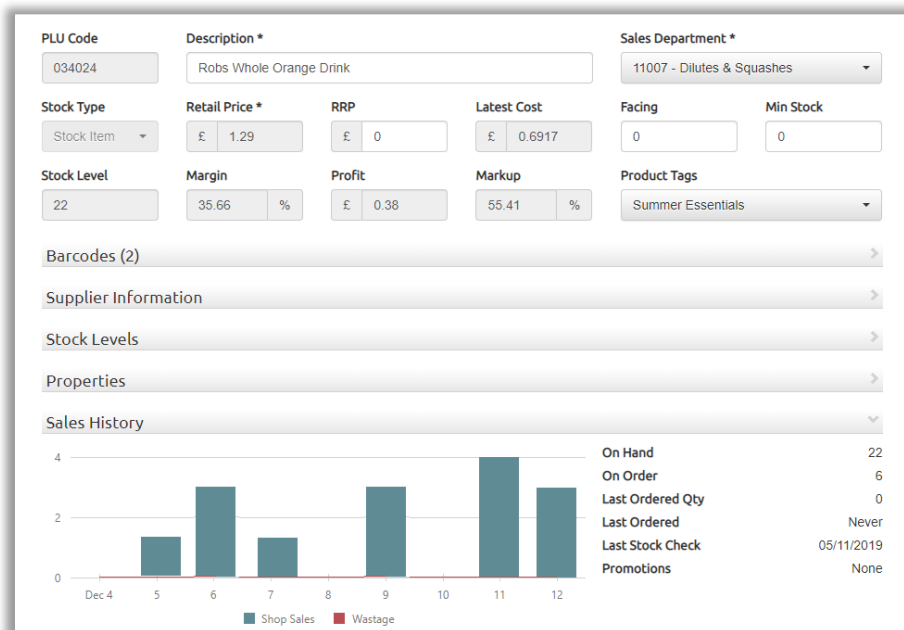 PLU Code Description * Sales Department *
034024 Robs Whole Orange Drink 11007 - Dilutes & Squashes
Stock Type Retail Price * RRP Latest Cost Facing Min Stock
Stock Item £ 1.29 £ 0 £ 0.6917 0 0
Stock Level Margin Profit Markup Product Tags
22 35.66 % £ 0.38 55.41 % Summer Essentials
Barcodes (2)
Supplier Information
Stock Levels
Properties
Sales History
4
2
0
Dec 4 5 6 7 8 9 10 11 12
Shop Sales Wastage
On Hand 22
On Order 6
Last Ordered Qty 0
Last Ordered Never
Last Stock Check 05/11/2019
Promotions None